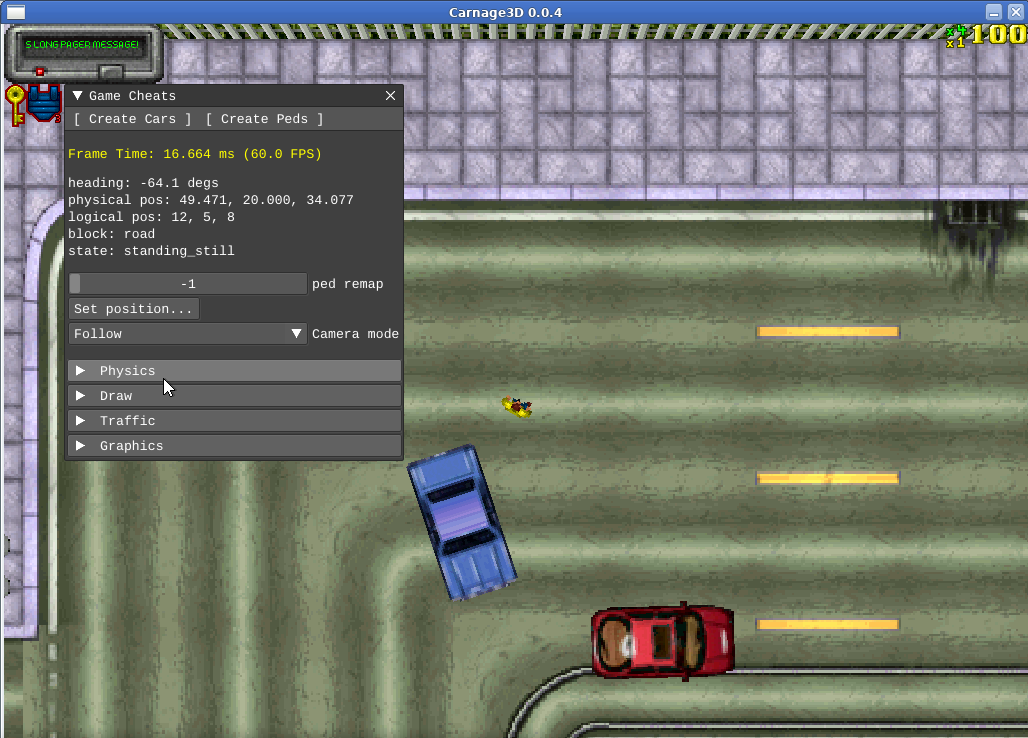 Carnage3D 0.0.4
S LONG PAGER MESSAGE!
x 4
x 1
100
Game Cheats
[ Create Cars ] [ Create Peds ]
Frame Time: 16.664 ms (60.0 FPS)
heading: -64.1 degs
physical pos: 49.471, 20.000, 34.077
logical pos: 12, 5, 8
block: road
state: standing_still
-1 ped remap
Set position...
Follow Camera mode
Physics
Draw
Traffic
Graphics